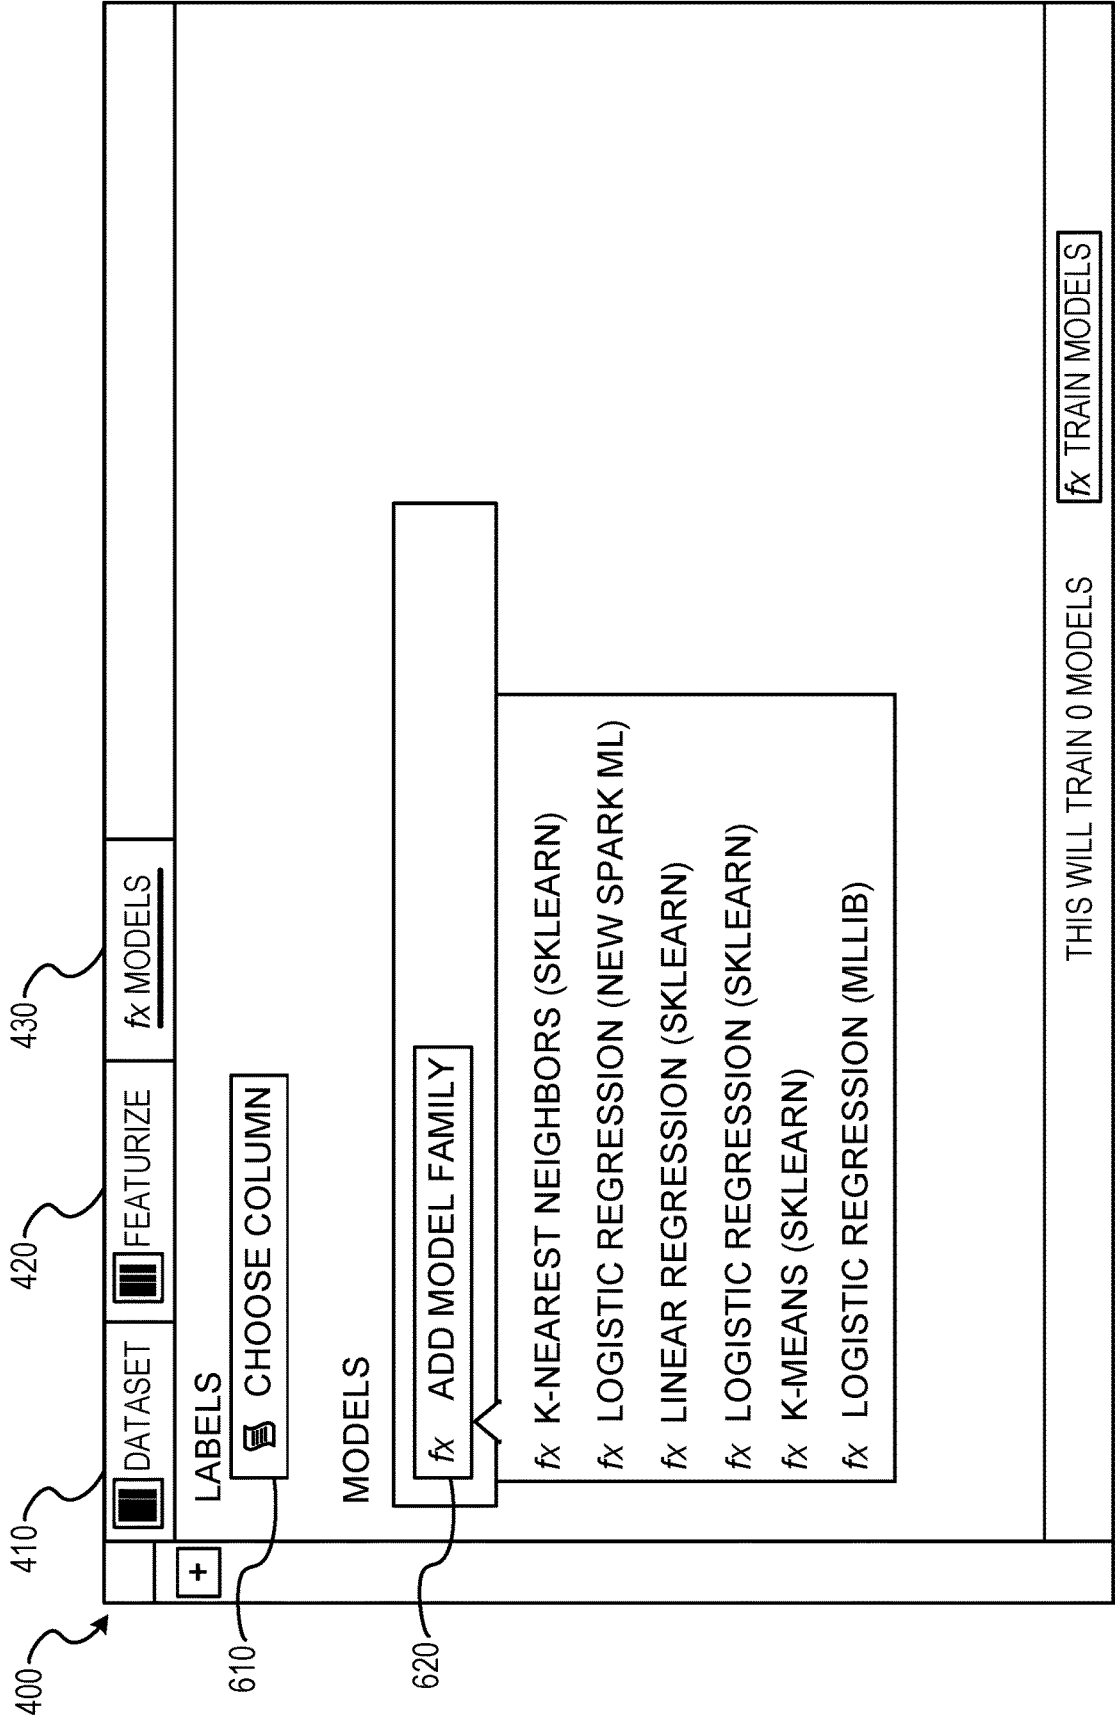 400
410
420
430
DATASET
FEATURIZE
fx MODELS
+
LABELS
610
CHOOSE COLUMN
MODELS
620
fx ADD MODEL FAMILY
fx K-NEAREST NEIGHBORS (SKLEARN)
fx LOGISTIC REGRESSION (NEW SPARK ML)
fx LINEAR REGRESSION (SKLEARN)
fx LOGISTIC REGRESSION (SKLEARN)
fx K-MEANS (SKLEARN)
fx LOGISTIC REGRESSION (MLLIB)
THIS WILL TRAIN 0 MODELS
fx TRAIN MODELS